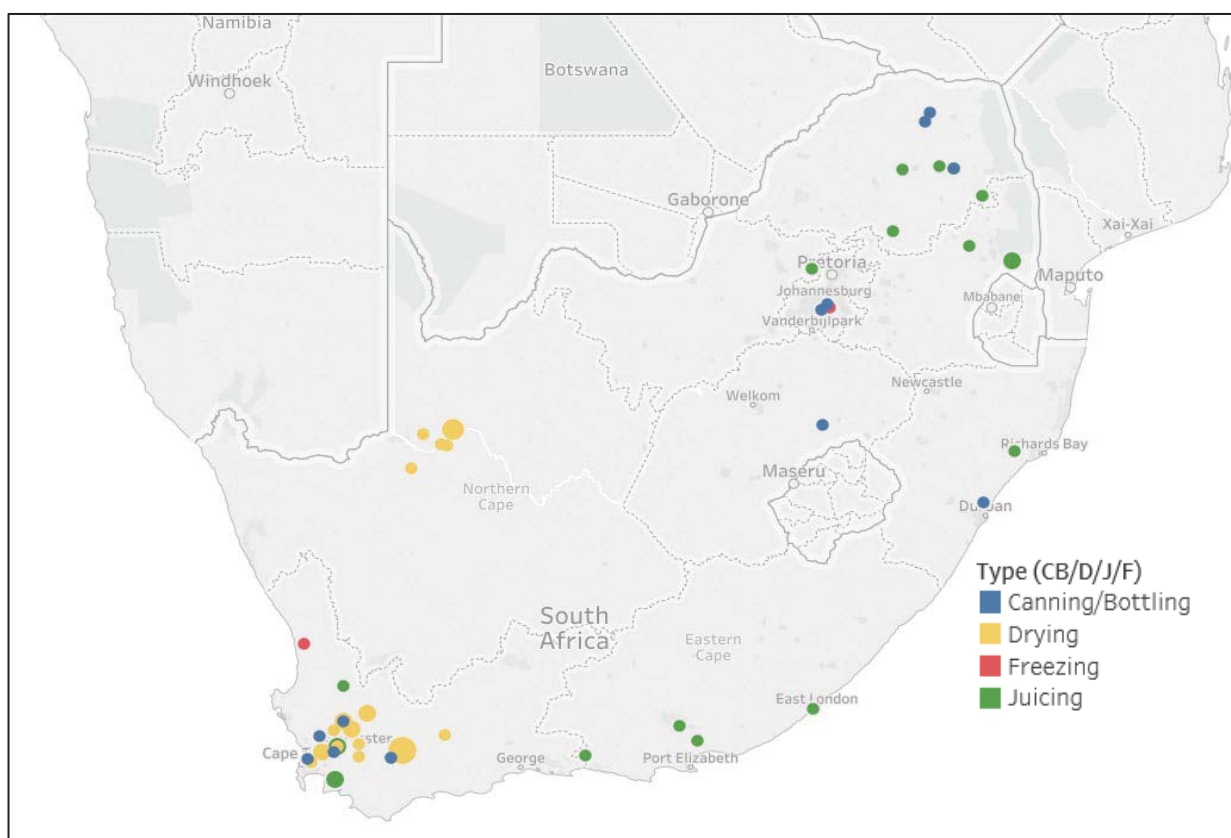 Namibia
Windhoek
Botswana
Gaborone
Xai-Xai
Pretoria
Maputo
Johannesburg
Mbabane
Vanderbijlpark
Newcastle
Welkom
Richards Bay
Maseru
Northern
Cape
Durban
Type (CB/D/J/F)
Canning/Bottling
South
Africa
Drying
Eastern
Cape
Freezing
Juicing
East London
Cape
George
Port Elizabeth